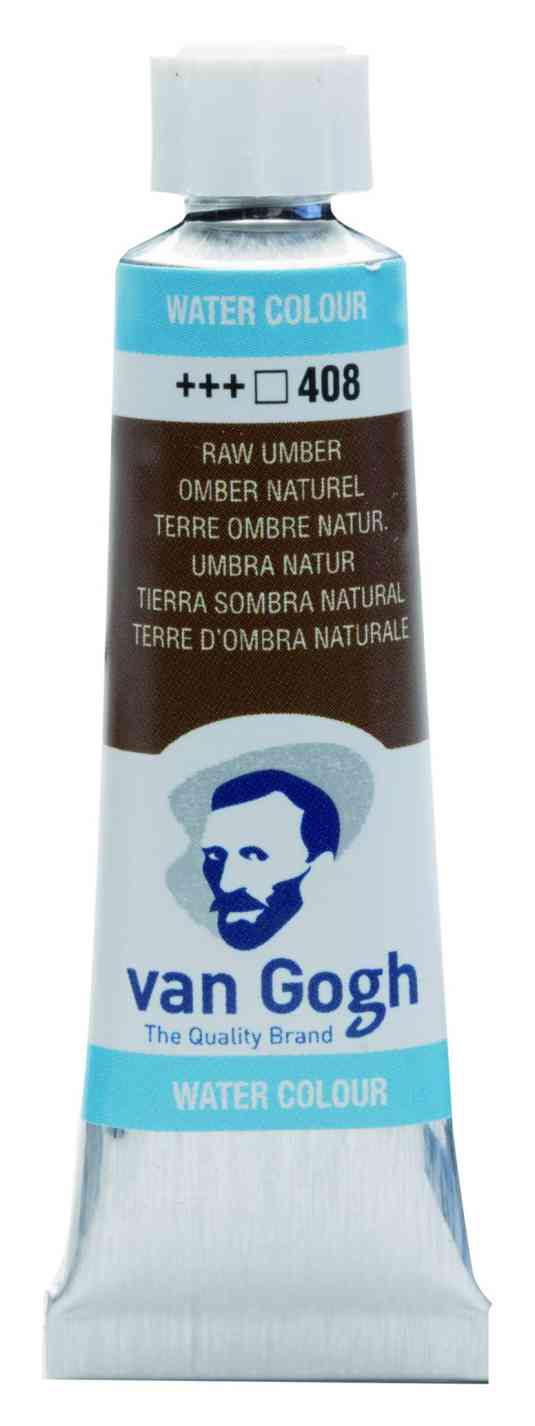 WATER COLOUR
+++ □ 408
RAW UMBER
OMBER NATUREL
TERRE OMBRE NATUR.
UMBRA NATUR
TIERRA SOMBRA NATURAL
TERRE D'OMBRA NATURALE
van Gogh
The Quality Brand
WATER COLOUR